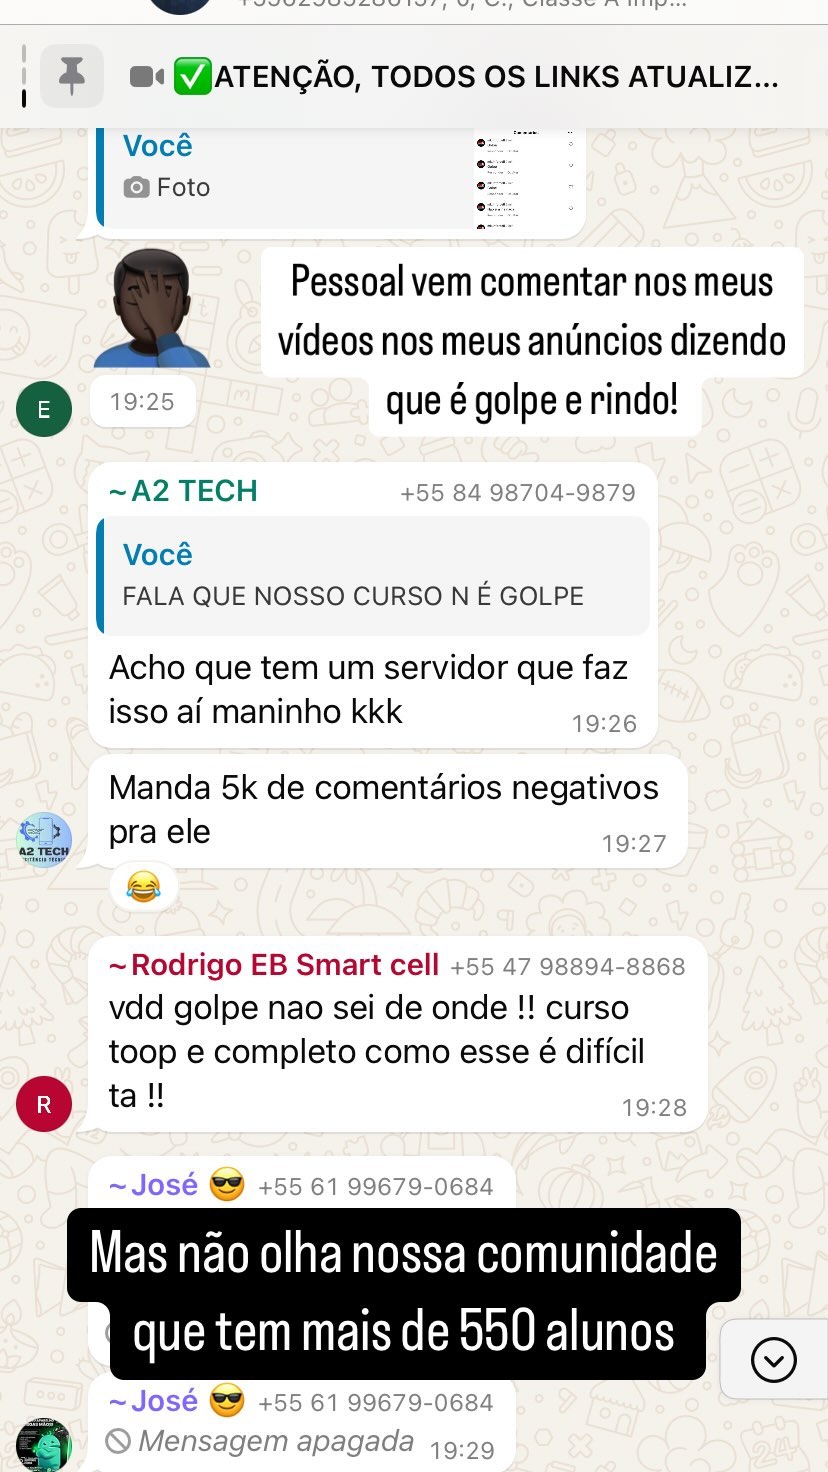 ✅ATENÇÃO, TODOS OS LINKS ATUALIZ...
Você
Foto
Pessoal vem comentar nos meus
vídeos nos meus anúncios dizendo
que é golpe e rindo!
E
19:25
~A2 TECH +55 84 98704-9879
Você
FALA QUE NOSSO CURSO N É GOLPE
Acho que tem um servidor que faz
isso aí maninho kkk
19:26
Manda 5k de comentários negativos
pra ele
19:27
A2 TECH
😂
~Rodrigo EB Smart cell +55 47 98894-8868
vdd golpe nao sei de onde !! curso
toop e completo como esse é difícil
ta !!
R
19:28
~José 😎 +55 61 99679-0684
Mas não olha nossa comunidade
que tem mais de 550 alunos
~José 😎 +55 61 99679-0684
Mensagem apagada
19:29